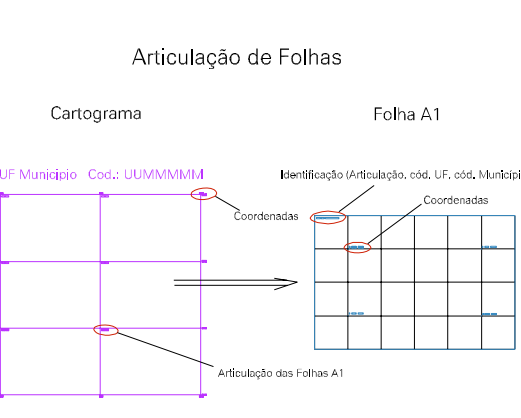 Articulação de Folhas
Cartograma
Folha A1
UF Municipio Cod.: UUMMMMM
Identificação (Articulação, cód. UF, cód. Municípi
Coordenadas
Coordenadas
Articulação das Folhas A1